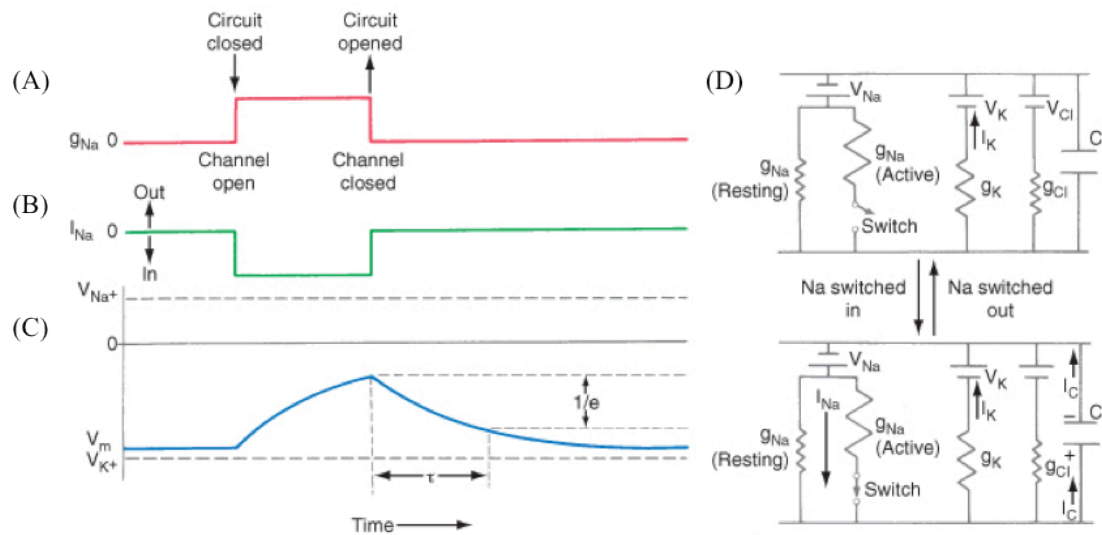 Circuit
closed
Circuit
opened
(A)
gNa 0
Channel
open
Channel
closed
(B)
Out
INa 0
In
VNa+
(C)
0
1/e
Vm
VK+
τ
Time
(D)
VNa
VK
VCl
IK
C
gNa
(Resting)
gNa
(Active)
gK
gCl
Switch
Na switched
in
Na switched
out
VNa
VK
IC
INa
IK
C
–
gNa
(Resting)
gNa
(Active)
gK
gCl
+
Switch
IC